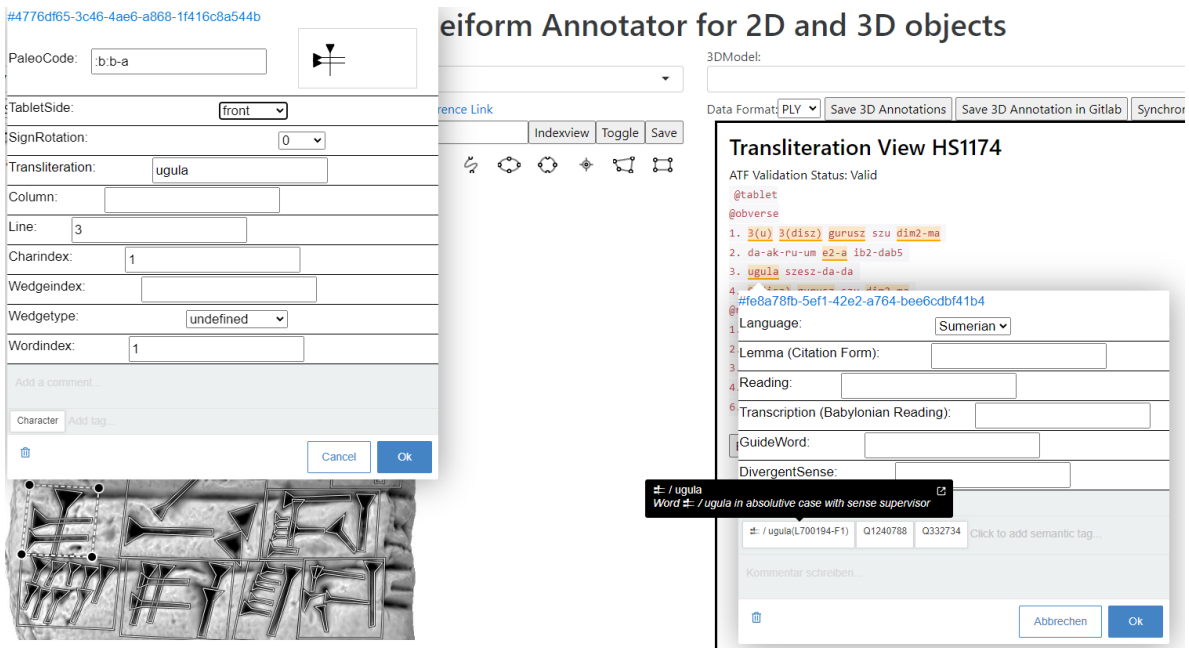 #4776df65-3c46-4ae6-a868-1f416c8a544b
eiform Annotator for 2D and 3D objects
PaleoCode: :b:b-a
TabletSide: front
SignRotation: 0
Transliteration: ugula
Column:
Line: 3
Charindex: 1
Wedgeindex:
Wedgetype: undefined
Wordindex: 1
Add a comment...
Character Add tag...
Cancel Ok
3DModel:
rence Link
Data Format: PLY Save 3D Annotations Save 3D Annotation in Gitlab Synchror
Indexview Toggle Save
Transliteration View HS1174
ATF Validation Status: Valid
@tablet
@obverse
1. 3(u) 3(disz) gurusz szu dim2-ma
2. da-ak-ru-um e2-a ib2-dab5
3. ugula szesz-da-da
4.
#fe8a78fb-5ef1-42e2-a764-bee6cdbf41b4
Language: Sumerian
Lemma (Citation Form):
Reading:
Transcription (Babylonian Reading):
GuideWord:
DivergentSense:
/ ugula
Word / ugula in absolutive case with sense supervisor
/ ugula(L700194-F1) Q1240788 Q332734 Click to add semantic tag...
Kommentar schreiben...
Abbrechen Ok